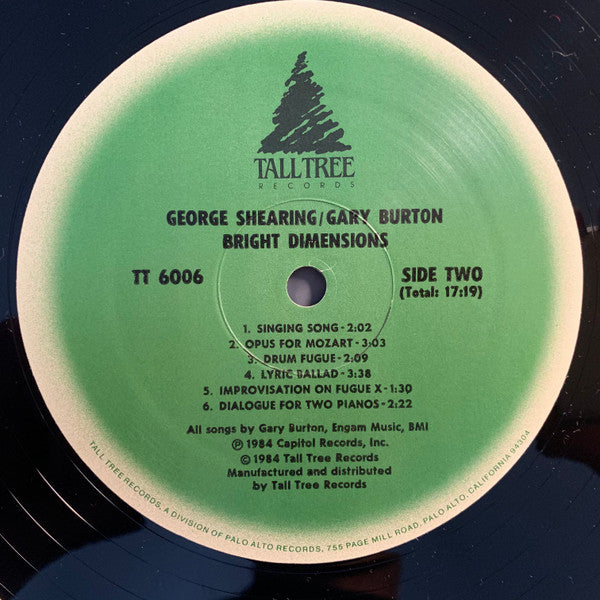 TALL TREE
RECORDS
GEORGE SHEARING/GARY BURTON
BRIGHT DIMENSIONS
TT 6006
SIDE TWO
(Total: 17:19)
1. SINGING SONG - 2:02
2. OPUS FOR MOZART - 3:03
3. DRUM FUGUE - 2:09
4. LYRIC BALLAD - 3:38
5. IMPROVISATION ON FUGUE X - 1:30
6. DIALOGUE FOR TWO PIANOS - 2:22
All songs by Gary Burton, Engam Music, BMI
℗ 1984 Capitol Records, Inc.
© 1984 Tall Tree Records
Manufactured and distributed
by Tall Tree Records
TALL TREE RECORDS, A DIVISION OF PALO ALTO RECORDS, 755 PAGE MILL ROAD, PALO ALTO, CALIFORNIA 94304